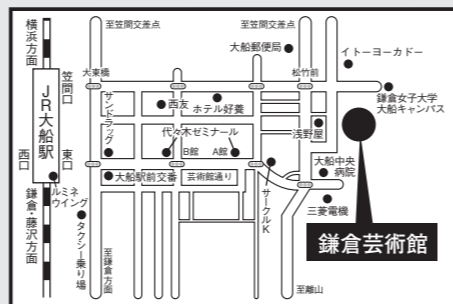 至笠間交差点
至笠間交差点
横浜方面
大船郵便局
イトーヨーカドー
大東橋
松竹前
笠間口
JR大船駅
西口
東口
サンドラッグ
西友
ホテル好養
鎌倉女子大学
大船キャンパス
代々木ゼミナール
B館
A館
浅野屋
大船駅前交番
芸術館通り
大船中央
病院
ルミネ
ウイング
サークルK
三菱電機
鎌倉・藤沢方面
タクシー乗り場
至鎌倉方面
至離山
鎌倉芸術館